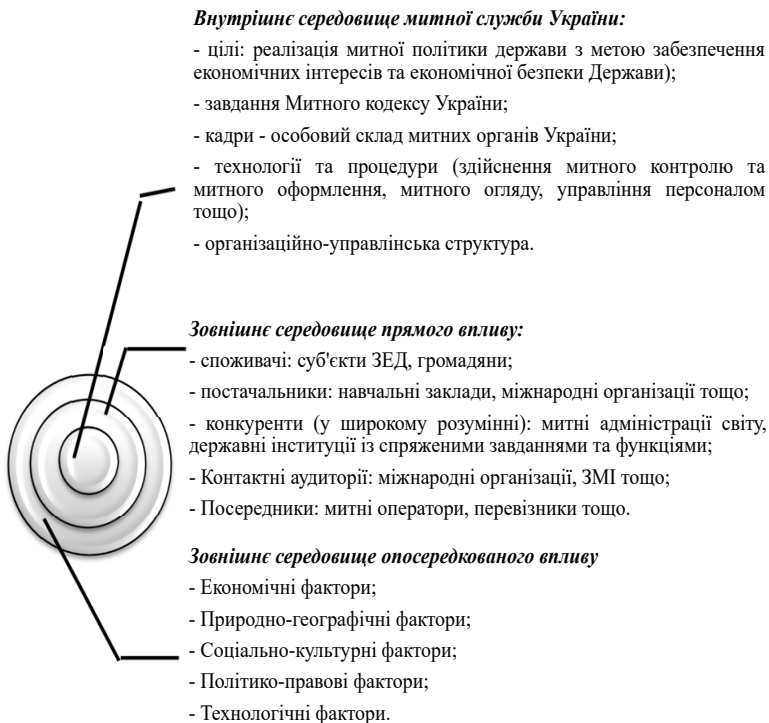 Внутрішнє середовище митної служби України:
- цілі: реалізація митної політики держави з метою забезпечення
економічних інтересів та економічної безпеки Держави);
- завдання Митного кодексу України;
- кадри - особовий склад митних органів України;
- технології та процедури (здійснення митного контролю та
митного оформлення, митного огляду, управління персоналом
тощо);
- організаційно-управлінська структура.
Зовнішнє середовище прямого впливу:
- споживачі: суб'єкти ЗЕД, громадяни;
- постачальники: навчальні заклади, міжнародні організації тощо;
- конкуренти (у широкому розумінні): митні адміністрації світу,
державні інституції із спряженими завданнями та функціями;
- Контактні аудиторії: міжнародні організації, ЗМІ тощо;
- Посередники: митні оператори, перевізники тощо.
Зовнішнє середовище опосередкованого впливу
- Економічні фактори;
- Природно-географічні фактори;
- Соціально-культурні фактори;
- Політико-правові фактори;
- Технологічні фактори.